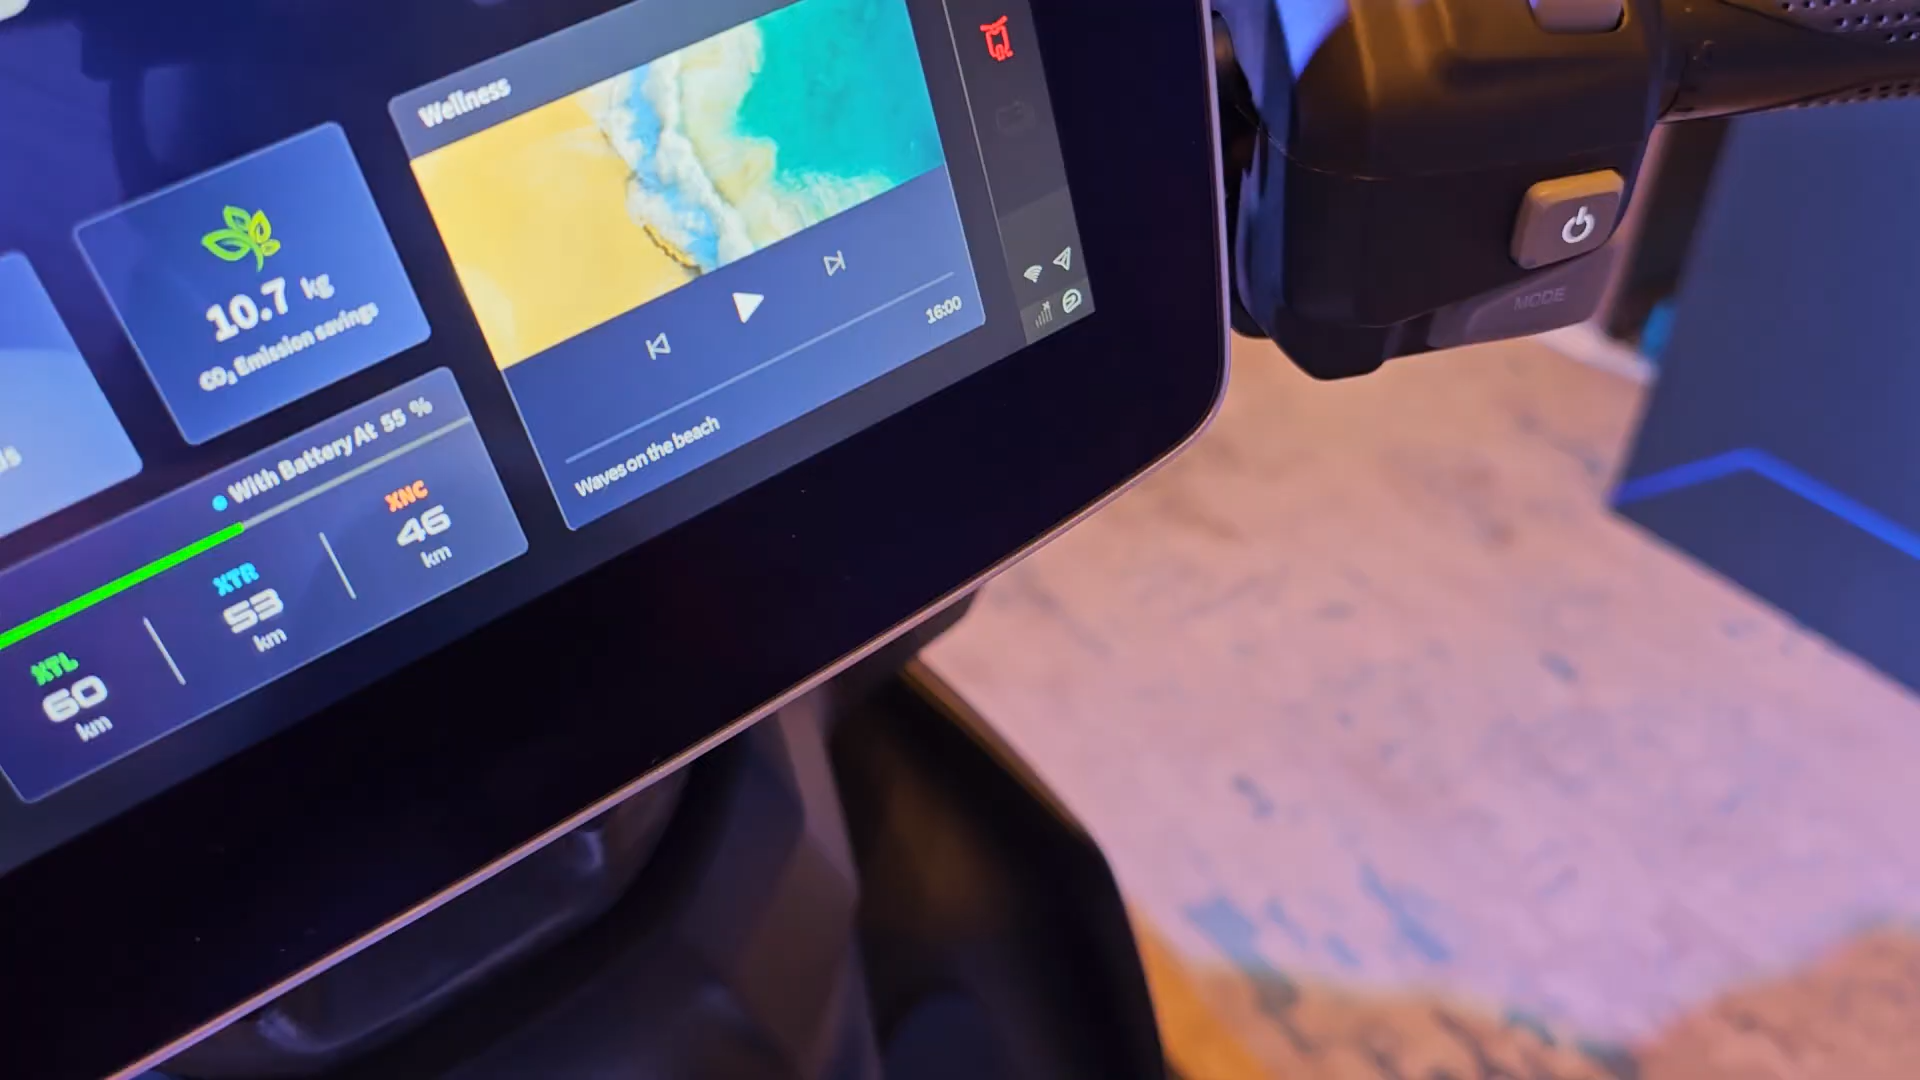 Wellness
10.7 kg
CO₂ Emission savings
16:00
Waves on the beach
With Battery At 55 %
XTL
60
km
XTR
53
km
XNC
46
km
MODE